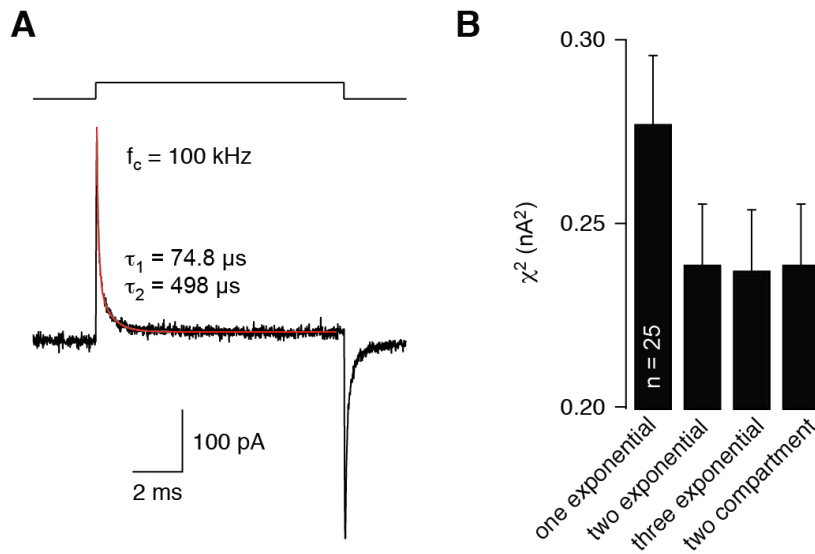 A
f_c = 100 kHz
τ_1 = 74.8 µs
τ_2 = 498 µs
100 pA
2 ms
B
χ² (nA²)
0.30
0.25
0.20
n = 25
one exponential
two exponential
three exponential
two compartment